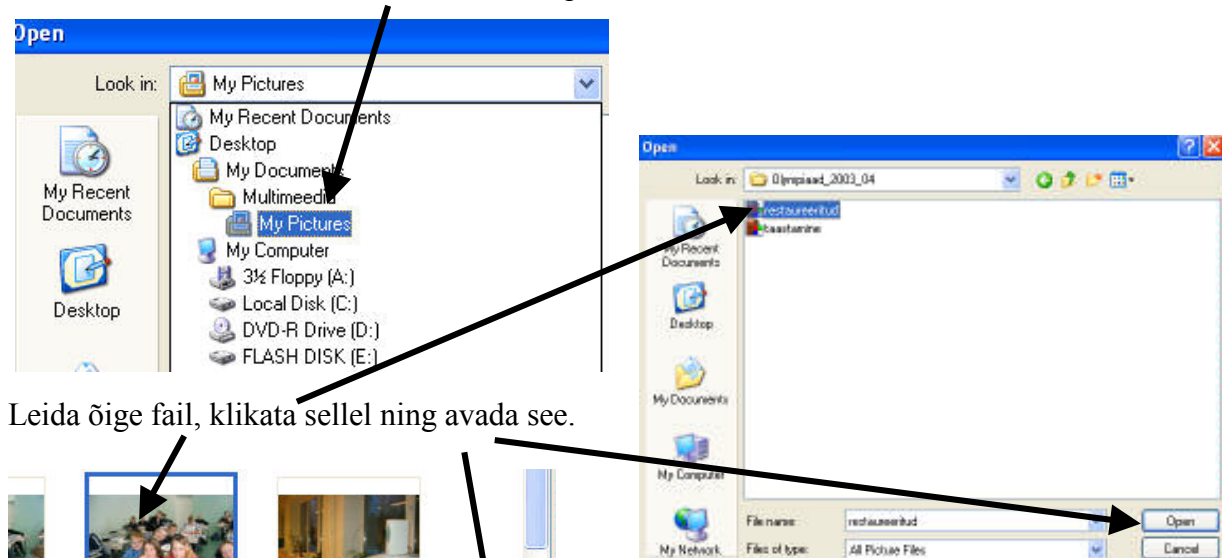 Open
Look in: My Pictures
My Recent Documents
Desktop
My Documents
Multimeedia
My Pictures
My Computer
3½ Floppy (A:)
Local Disk (C:)
DVD-R Drive (D:)
FLASH DISK (E:)
My Recent
Documents
Desktop
Open
Look in: Olympiaad_2003_04
restaureeritud
taastamine
My Recent
Documents
Desktop
My Documents
My Computer
My Network
File name: restaureeritud
Open
Files of type: All Picture Files
Cancel
Leida õige fail, klikata sellel ning avada see.